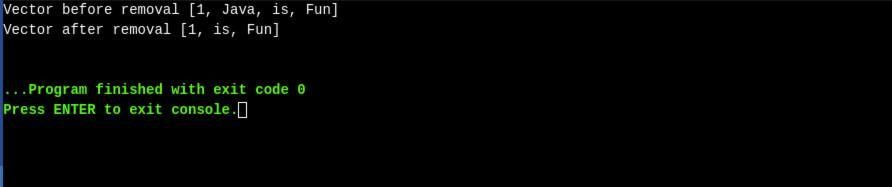 Vector before removal [1, Java, is, Fun]
Vector after removal [1, is, Fun]
...Program finished with exit code 0
Press ENTER to exit console.